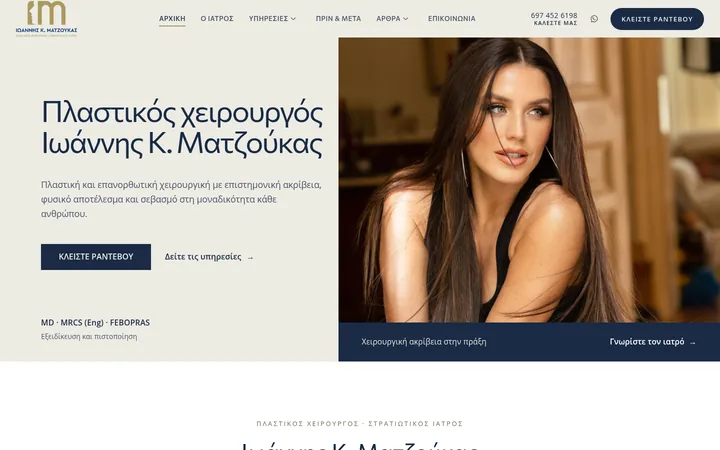 ΙΩΑΝΝΗΣ Κ. ΜΑΤΖΟΥΚΑΣ
ΑΡΧΙΚΗ
Ο ΙΑΤΡΟΣ
ΥΠΗΡΕΣΙΕΣ
ΠΡΙΝ & ΜΕΤΑ
ΑΡΘΡΑ
ΕΠΙΚΟΙΝΩΝΙΑ
697 452 6198
ΚΑΛΕΣΤΕ ΜΑΣ
ΚΛΕΙΣΤΕ ΡΑΝΤΕΒΟΥ
Πλαστικός χειρουργός
Ιωάννης Κ. Ματζούκας
Πλαστική και επανορθωτική χειρουργική με επιστημονική ακρίβεια,
φυσικό αποτέλεσμα και σεβασμό στη μοναδικότητα κάθε
ανθρώπου.
ΚΛΕΙΣΤΕ ΡΑΝΤΕΒΟΥ
Δείτε τις υπηρεσίες →
MD · MRCS (Eng) · FEBOPRAS
Εξειδίκευση και πιστοποίηση
Χειρουργική ακρίβεια στην πράξη
Γνωρίστε τον ιατρό →
ΠΛΑΣΤΙΚΟΣ ΧΕΙΡΟΥΡΓΟΣ · ΣΤΡΑΤΙΩΤΙΚΟΣ ΙΑΤΡΟΣ
Ιωάννης Κ. Ματζούκας